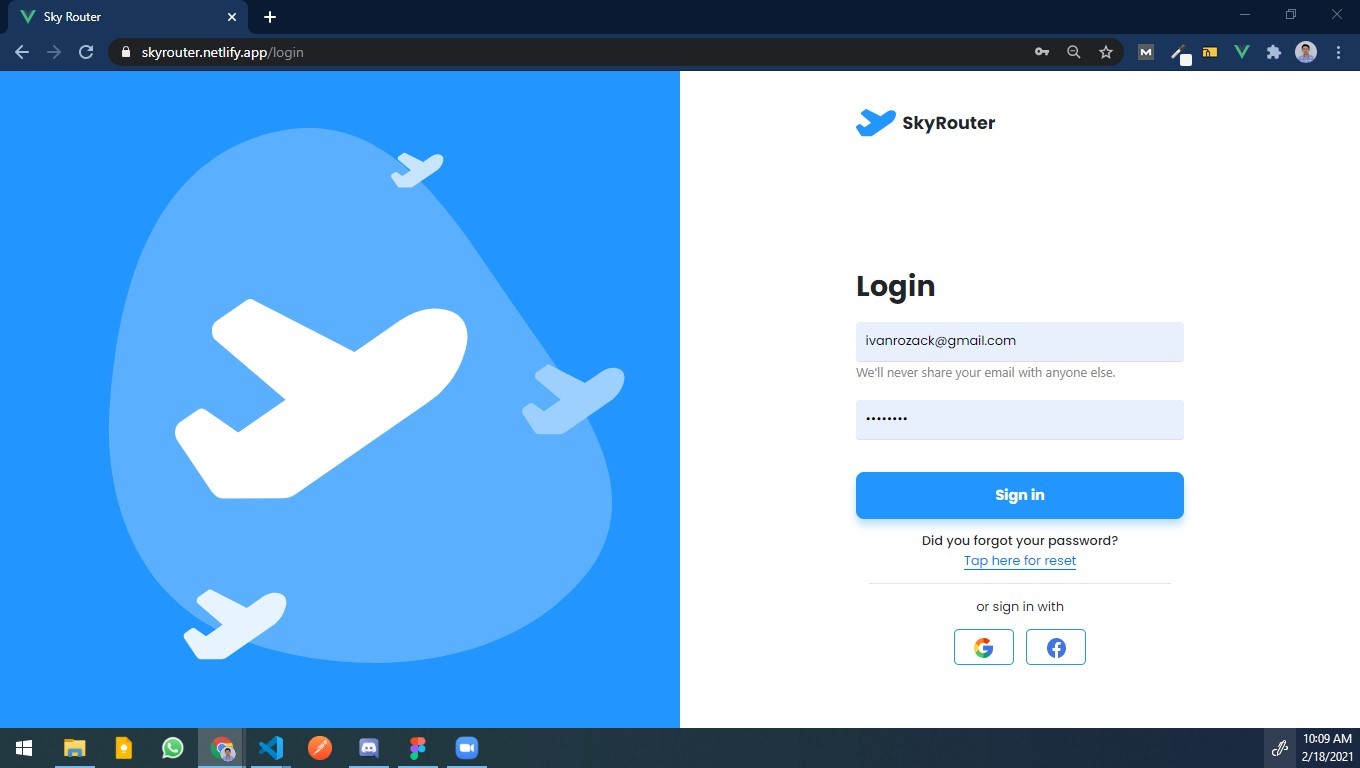 Sky Router
skyrouter.netlify.app/login
SkyRouter
Login
ivanrozack@gmail.com
We'll never share your email with anyone else.
••••••••
Sign in
Did you forgot your password?
Tap here for reset
or sign in with
10:09 AM
2/18/2021